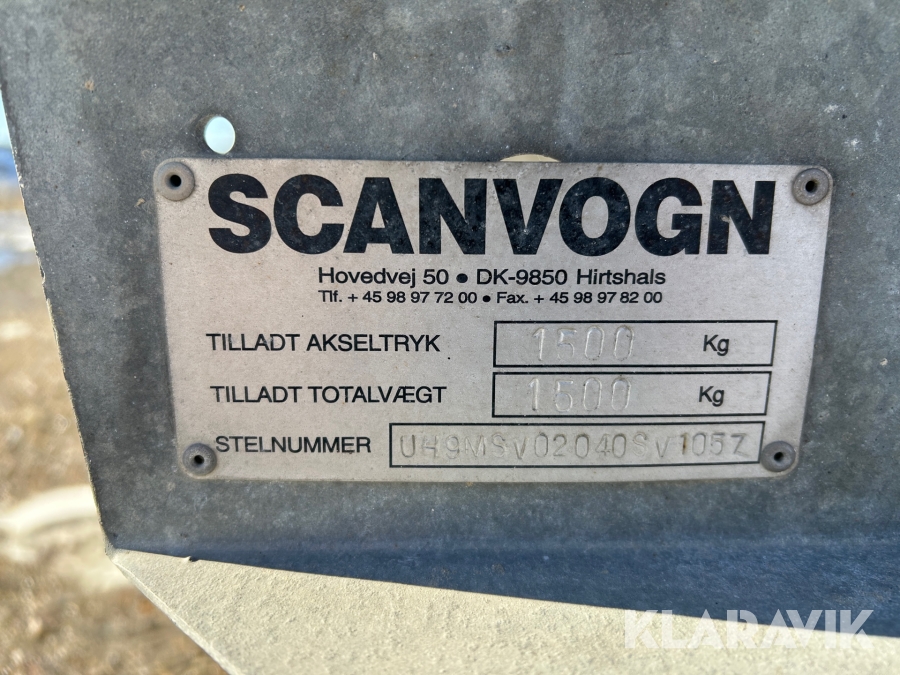 SCANVOGN
Hovedvej 50 • DK-9850 Hirtshals
Tlf. + 45 98 97 72 00 • Fax. + 45 98 97 82 00
TILLADT AKSELTRYK 1500 Kg
TILLADT TOTALVÆGT 1500 Kg
STELNUMMER UH9MSV02040SV1057
KLARAVIK